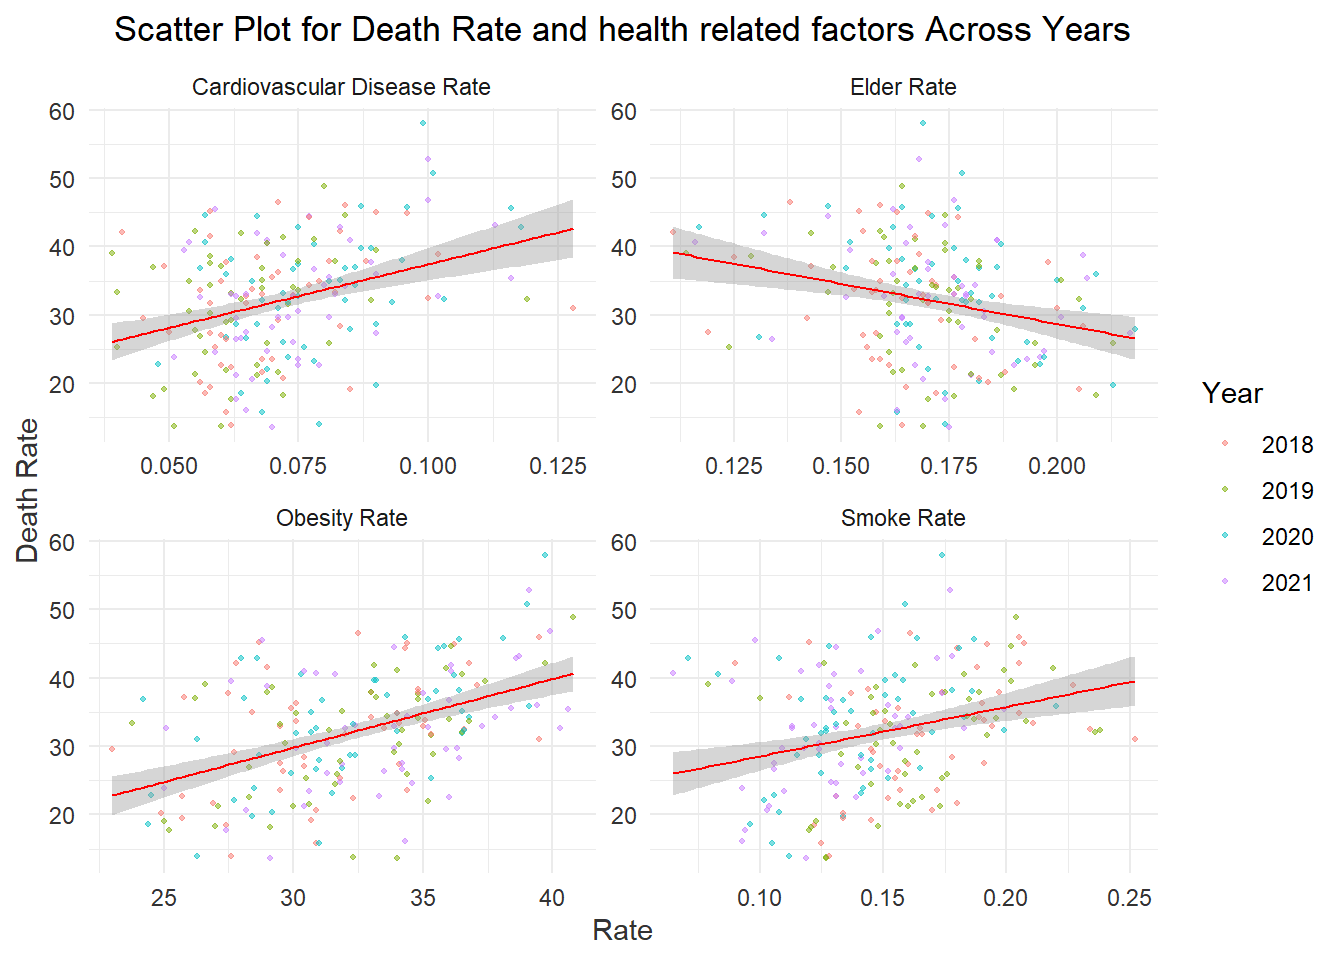 Scatter Plot for Death Rate and health related factors Across Years
Cardiovascular Disease Rate
Elder Rate
60
50
40
30
20
0.050 0.075 0.100 0.125
60
50
40
30
20
0.125 0.150 0.175 0.200
Death Rate
Obesity Rate
Smoke Rate
60
50
40
30
20
25 30 35 40
60
50
40
30
20
0.10 0.15 0.20 0.25
Rate
Year
2018
2019
2020
2021